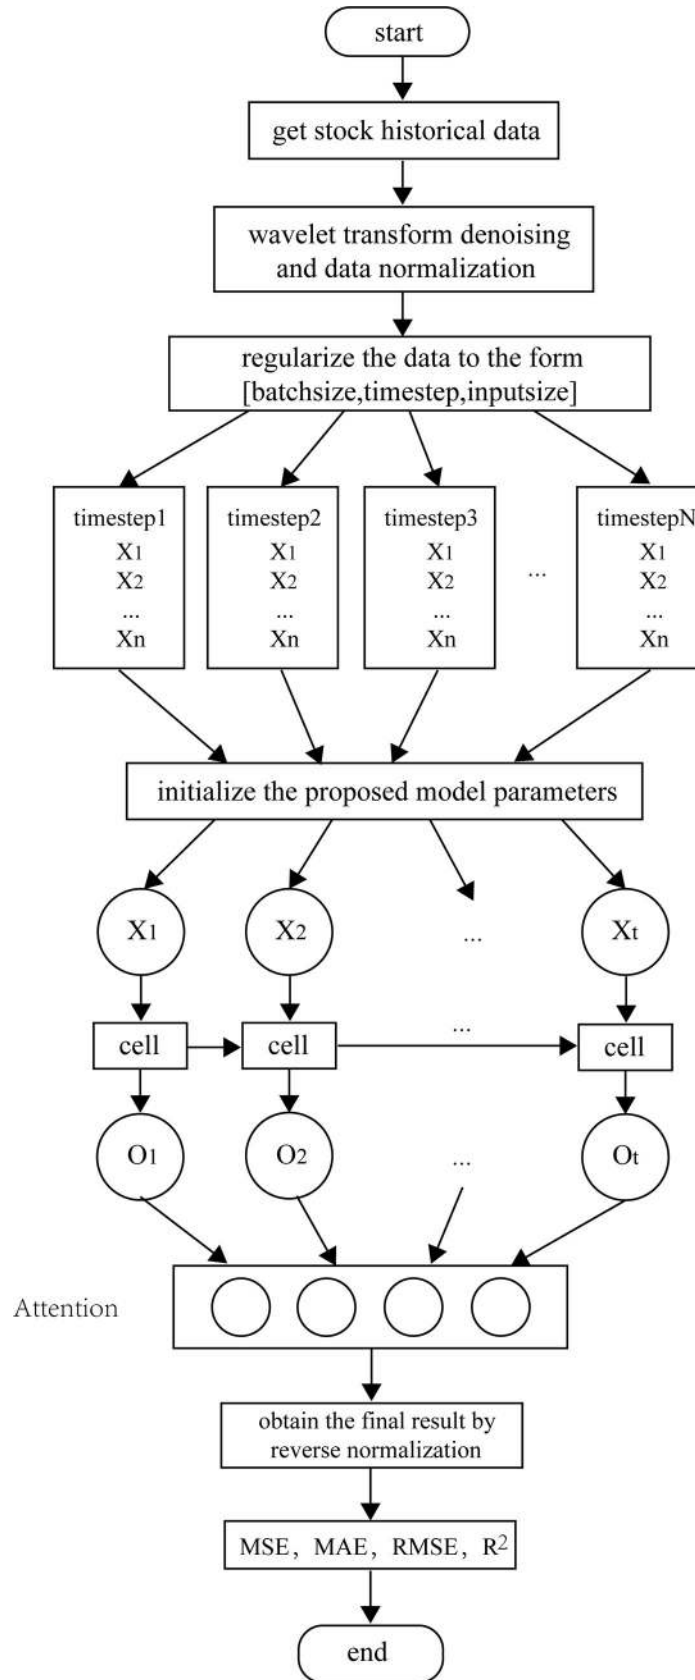 start
get stock historical data
wavelet transform denoising
and data normalization
regularize the data to the form
[batchsize,timestep,inputsize]
timestep1
X1
X2
...
Xn
timestep2
X1
X2
...
Xn
timestep3
X1
X2
...
Xn
...
timestepN
X1
X2
...
Xn
initialize the proposed model parameters
X1 X2 ... Xt
cell cell ... cell
O1 O2 ... Ot
Attention
obtain the final result by
reverse normalization
MSE, MAE, RMSE, R²
end